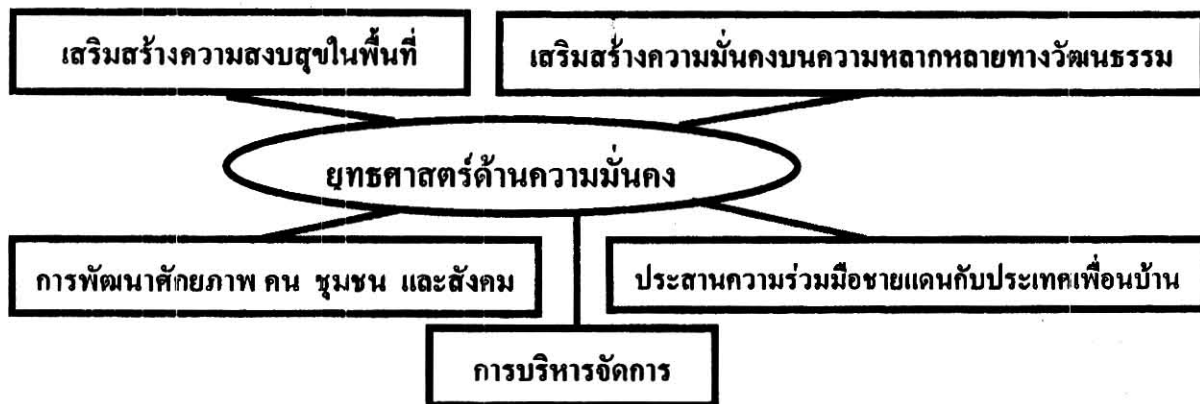 เสริมสร้างความสงบสุขในพื้นที่
เสริมสร้างความมั่นคงบนความหลากหลายทางวัฒนธรรม
ยุทธศาสตร์ด้านความมั่นคง
การพัฒนาศักยภาพ คน ชุมชน และสังคม
ประสานความร่วมมือชายแดนกับประเทศเพื่อนบ้าน
การบริหารจัดการ